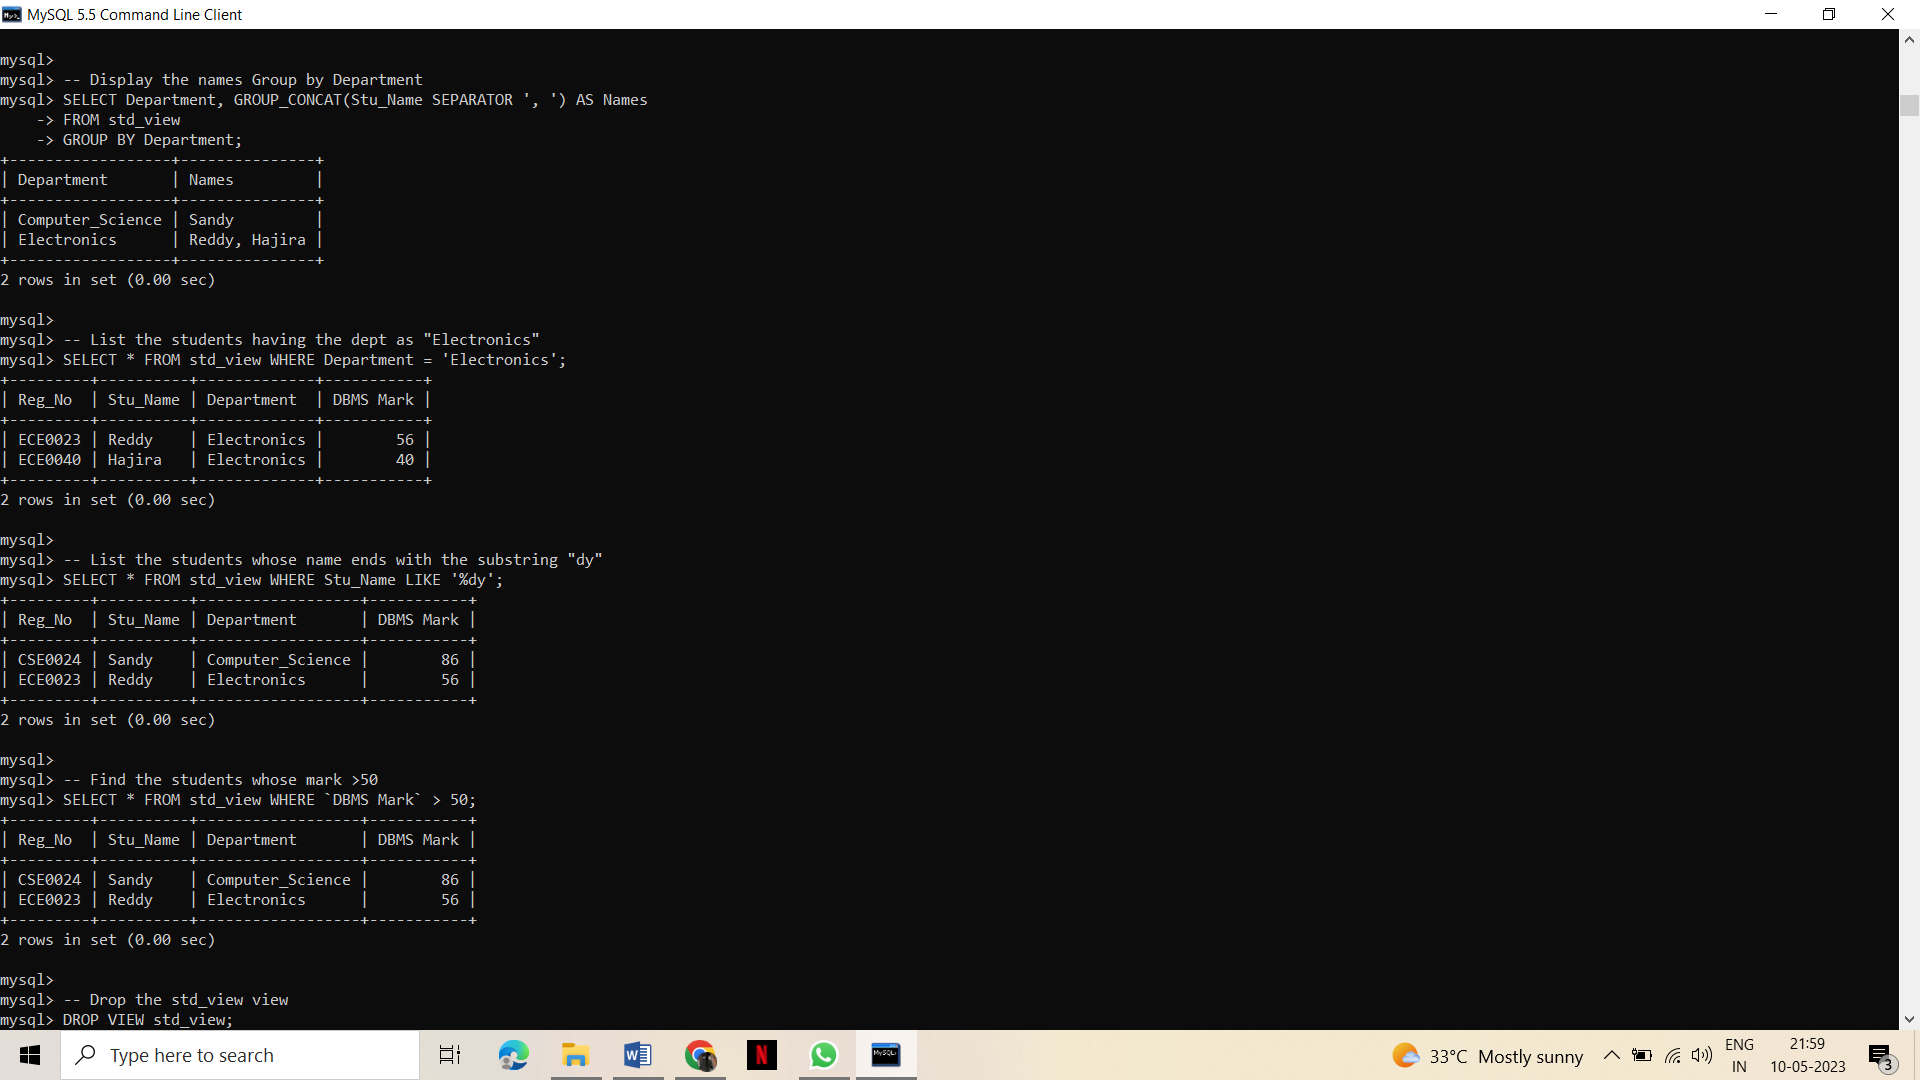 MySQL 5.5 Command Line Client
mysql>
mysql> -- Display the names Group by Department
mysql> SELECT Department, GROUP_CONCAT(Stu_Name SEPARATOR ', ') AS Names
    -> FROM std_view
    -> GROUP BY Department;
+------------------+---------------+
| Department       | Names         |
+------------------+---------------+
| Computer_Science | Sandy         |
| Electronics      | Reddy, Hajira |
+------------------+---------------+
2 rows in set (0.00 sec)
mysql>
mysql> -- List the students having the dept as "Electronics"
mysql> SELECT * FROM std_view WHERE Department = 'Electronics';
+---------+----------+-------------+-----------+
| Reg_No  | Stu_Name | Department  | DBMS Mark |
+---------+----------+-------------+-----------+
| ECE0023 | Reddy    | Electronics |        56 |
| ECE0040 | Hajira   | Electronics |        40 |
+---------+----------+-------------+-----------+
2 rows in set (0.00 sec)
mysql>
mysql> -- List the students whose name ends with the substring "dy"
mysql> SELECT * FROM std_view WHERE Stu_Name LIKE '%dy';
+---------+----------+------------------+-----------+
| Reg_No  | Stu_Name | Department       | DBMS Mark |
+---------+----------+------------------+-----------+
| CSE0024 | Sandy    | Computer_Science |        86 |
| ECE0023 | Reddy    | Electronics      |        56 |
+---------+----------+------------------+-----------+
2 rows in set (0.00 sec)
mysql>
mysql> -- Find the students whose mark >50
mysql> SELECT * FROM std_view WHERE `DBMS Mark` > 50;
+---------+----------+------------------+-----------+
| Reg_No  | Stu_Name | Department       | DBMS Mark |
+---------+----------+------------------+-----------+
| CSE0024 | Sandy    | Computer_Science |        86 |
| ECE0023 | Reddy    | Electronics      |        56 |
+---------+----------+------------------+-----------+
2 rows in set (0.00 sec)
mysql>
mysql> -- Drop the std_view view
mysql> DROP VIEW std_view;
Type here to search
33°C Mostly sunny
ENG
IN
21:59
10-05-2023
3